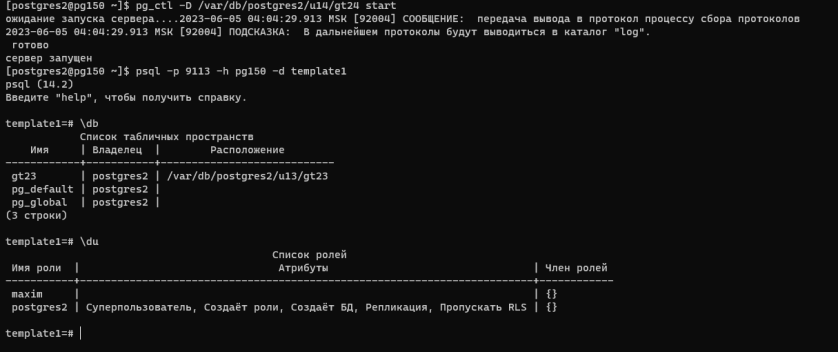 [postgres2@pg150 ~]$ pg_ctl -D /var/db/postgres2/u14/gt24 start
ожидание запуска сервера....2023-06-05 04:04:29.913 MSK [92004] СООБЩЕНИЕ:  передача вывода в протокол процессу сбора протоколов
2023-06-05 04:04:29.913 MSK [92004] ПОДСКАЗКА:  В дальнейшем протоколы будут выводиться в каталог "log".
 готово
сервер запущен
[postgres2@pg150 ~]$ psql -p 9113 -h pg150 -d template1
psql (14.2)
Введите "help", чтобы получить справку.

template1=# \db
            Список табличных пространств
    Имя     | Владелец  |       Расположение
------------+-----------+----------------------------
 gt23       | postgres2 | /var/db/postgres2/u13/gt23
 pg_default | postgres2 |
 pg_global  | postgres2 |
(3 строки)

template1=# \du
                                          Список ролей
 Имя роли  |                                Атрибуты                                 | Член ролей
-----------+-------------------------------------------------------------------------+------------
 maxim     |                                                                         | {}
 postgres2 | Суперпользователь, Создаёт роли, Создаёт БД, Репликация, Пропускать RLS | {}

template1=#